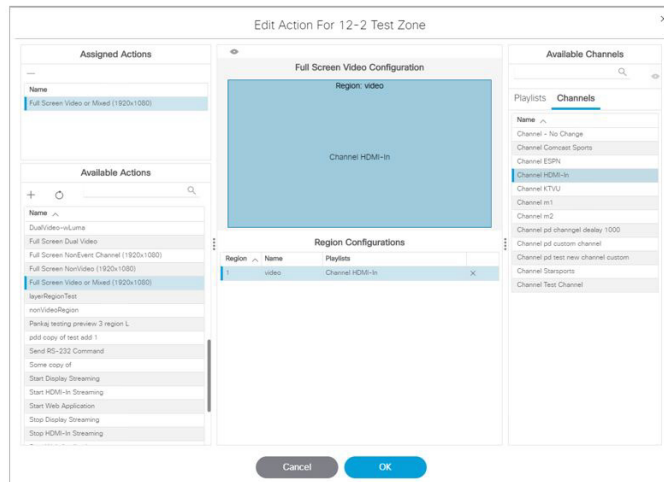 Edit Action For 12-2 Test Zone
Assigned Actions
Name
Full Screen Video or Mixed (1920x1080)
Available Actions
Name
DualVideo-wLuma
Full Screen Dual Video
Full Screen NonEvent Channel (1920x1080)
Full Screen NonVideo (1920x1080)
Full Screen Video or Mixed (1920x1080)
layerRegionTest
nonVideoRegion
Pankaj testing preview 3 region L
pdd copy of test add 1
Send RS-232 Command
Some copy of
Start Display Streaming
Start HDMI-In Streaming
Start Web Application
Stop Display Streaming
Stop HDMI-In Streaming
Full Screen Video Configuration
Region: video
Channel HDMI-In
Region Configurations
Region Name Playlists
1 video Channel HDMI-In
Available Channels
Playlists Channels
Name
Channel - No Change
Channel Comcast Sports
Channel ESPN
Channel HDMI-In
Channel KTVU
Channel m1
Channel m2
Channel pd channgel dealay 1000
Channel pd custom channel
Channel pd test new channel custom
Channel Starsports
Channel Test Channel
Cancel OK